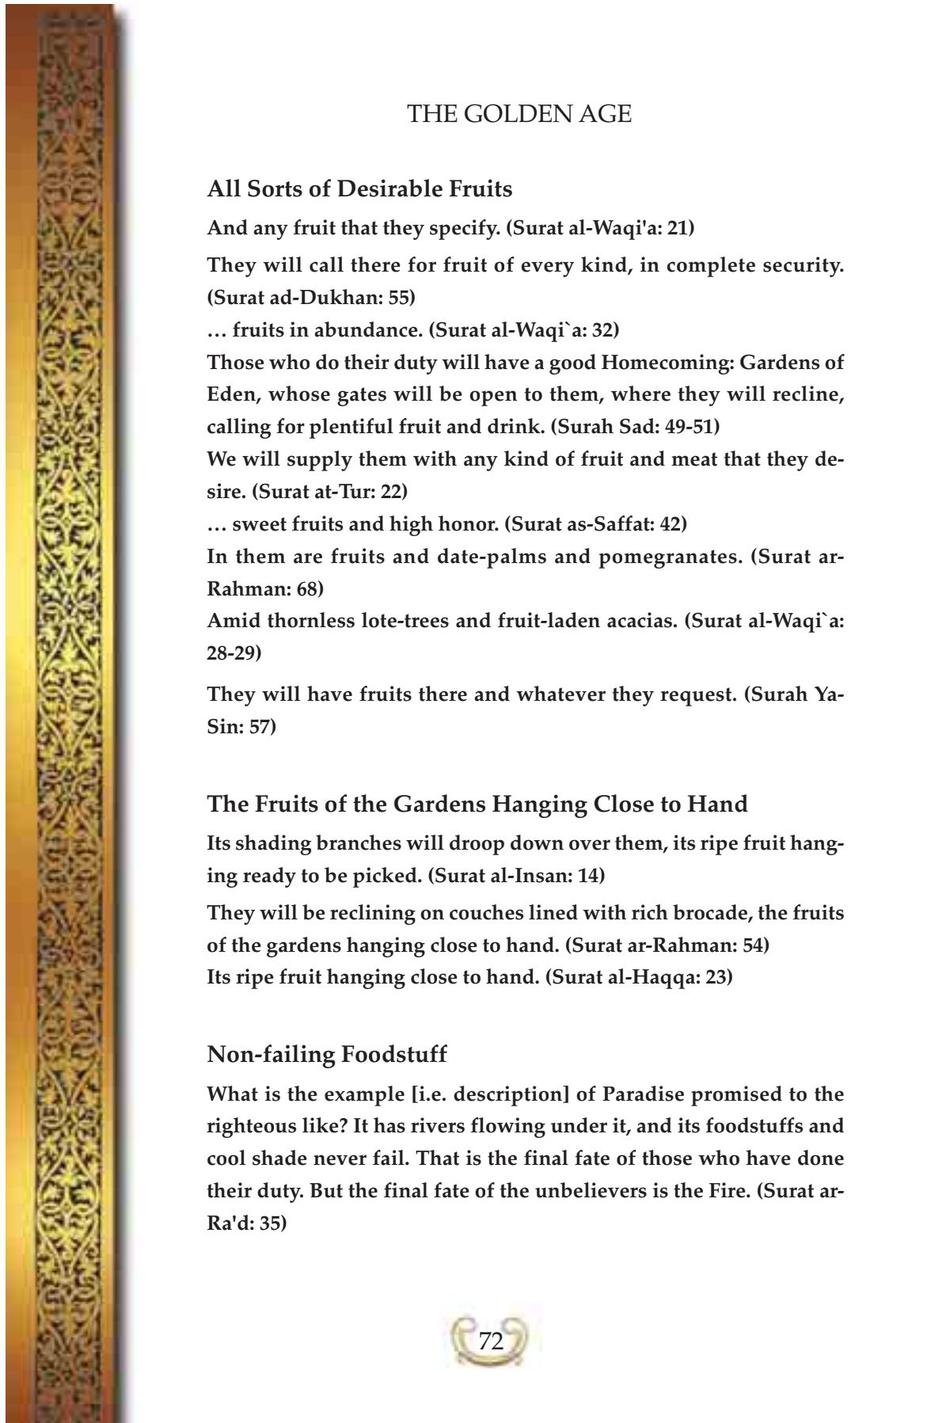 THE GOLDEN AGE
All Sorts of Desirable Fruits
And any fruit that they specify. (Surat al-Waqi'a: 21)
They will call there for fruit of every kind, in complete security.
(Surat ad-Dukhan: 55)
… fruits in abundance. (Surat al-Waqi`a: 32)
Those who do their duty will have a good Homecoming: Gardens of
Eden, whose gates will be open to them, where they will recline,
calling for plentiful fruit and drink. (Surah Sad: 49-51)
We will supply them with any kind of fruit and meat that they de-
sire. (Surat at-Tur: 22)
… sweet fruits and high honor. (Surat as-Saffat: 42)
In them are fruits and date-palms and pomegranates. (Surat ar-
Rahman: 68)
Amid thornless lote-trees and fruit-laden acacias. (Surat al-Waqi`a:
28-29)
They will have fruits there and whatever they request. (Surah Ya-
Sin: 57)
The Fruits of the Gardens Hanging Close to Hand
Its shading branches will droop down over them, its ripe fruit hang-
ing ready to be picked. (Surat al-Insan: 14)
They will be reclining on couches lined with rich brocade, the fruits
of the gardens hanging close to hand. (Surat ar-Rahman: 54)
Its ripe fruit hanging close to hand. (Surat al-Haqqa: 23)
Non-failing Foodstuff
What is the example [i.e. description] of Paradise promised to the
righteous like? It has rivers flowing under it, and its foodstuffs and
cool shade never fail. That is the final fate of those who have done
their duty. But the final fate of the unbelievers is the Fire. (Surat ar-
Ra'd: 35)
72